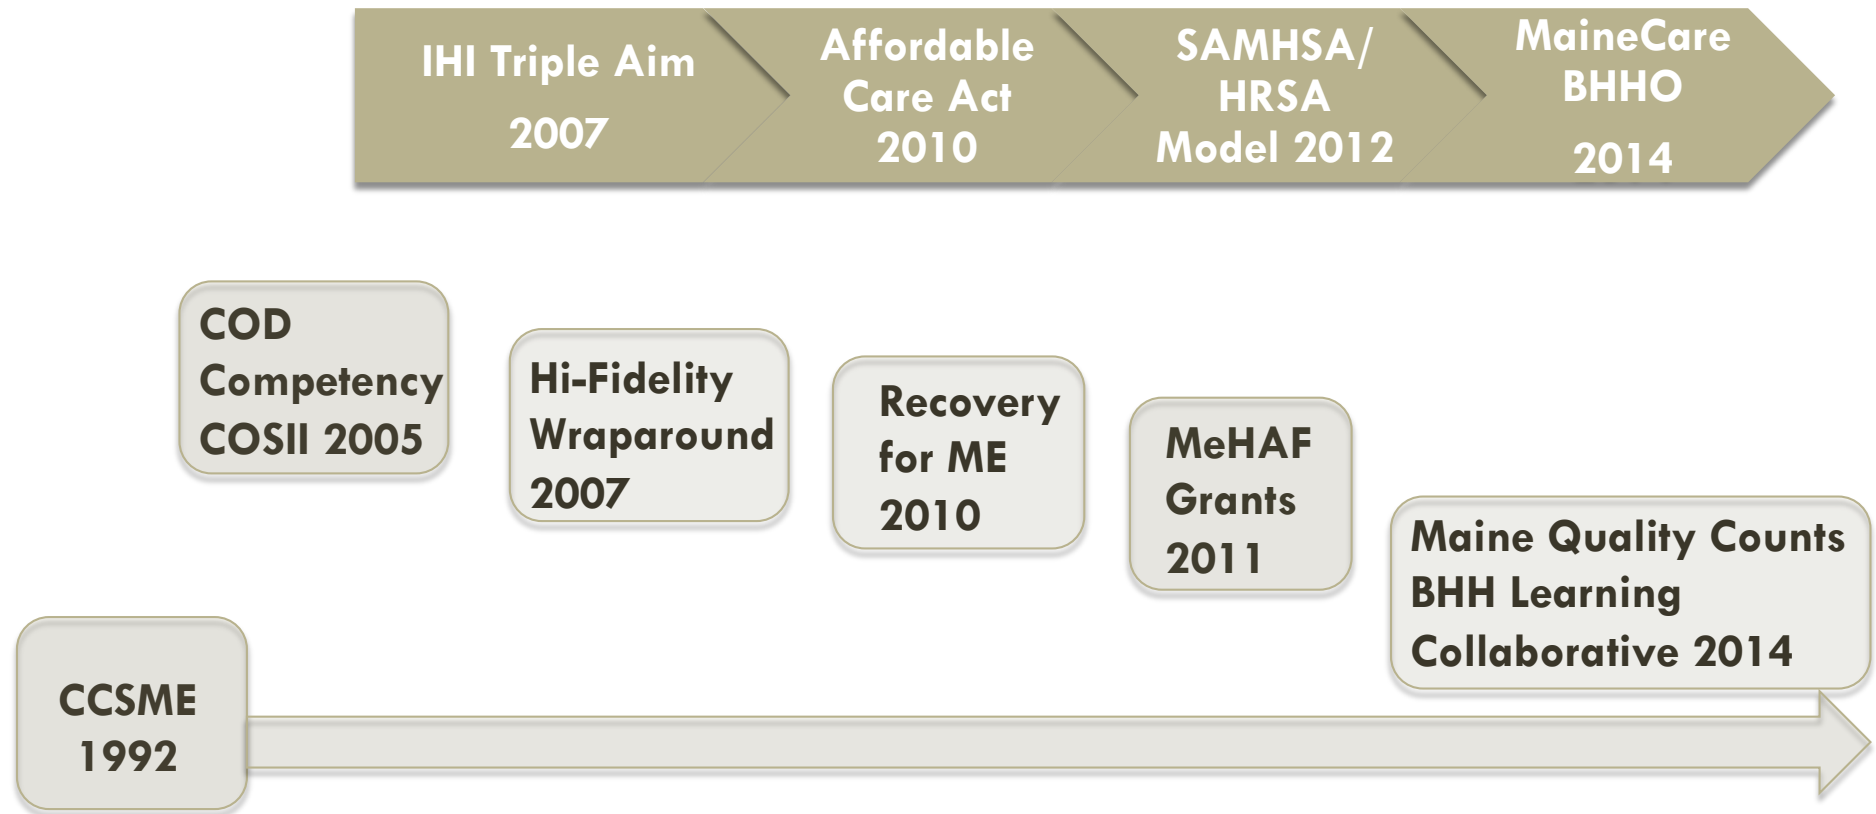 IHI Triple Aim
2007
Affordable
Care Act
2010
SAMHSA/
HRSA
Model 2012
MaineCare
BHHO
2014
COD
Competency
COSII 2005
Hi-Fidelity
Wraparound
2007
Recovery
for ME
2010
MeHAF
Grants
2011
Maine Quality Counts
BHH Learning
Collaborative 2014
CCSME
1992